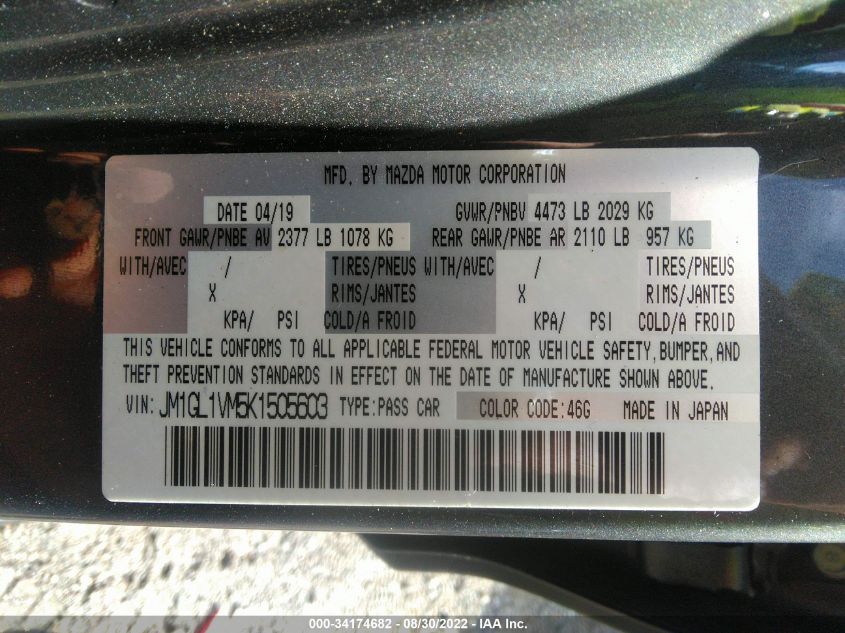 MFD. BY MAZDA MOTOR CORPORATION
DATE 04/19 GVWR/PNBV 4473 LB 2029 KG
FRONT GAWR/PNBE AV 2377 LB 1078 KG REAR GAWR/PNBE AR 2110 LB 957 KG
WITH/AVEC / TIRES/PNEUS WITH/AVEC / TIRES/PNEUS
X RIMS/JANTES X RIMS/JANTES
KPA/ PSI COLD/A FROID KPA/ PSI COLD/A FROID
THIS VEHICLE CONFORMS TO ALL APPLICABLE FEDERAL MOTOR VEHICLE SAFETY, BUMPER, AND
THEFT PREVENTION STANDARDS IN EFFECT ON THE DATE OF MANUFACTURE SHOWN ABOVE.
VIN: JM1GL1VM5K1505603 TYPE:PASS CAR COLOR CODE:46G MADE IN JAPAN
000-34174682 - 08/30/2022 - IAA Inc.